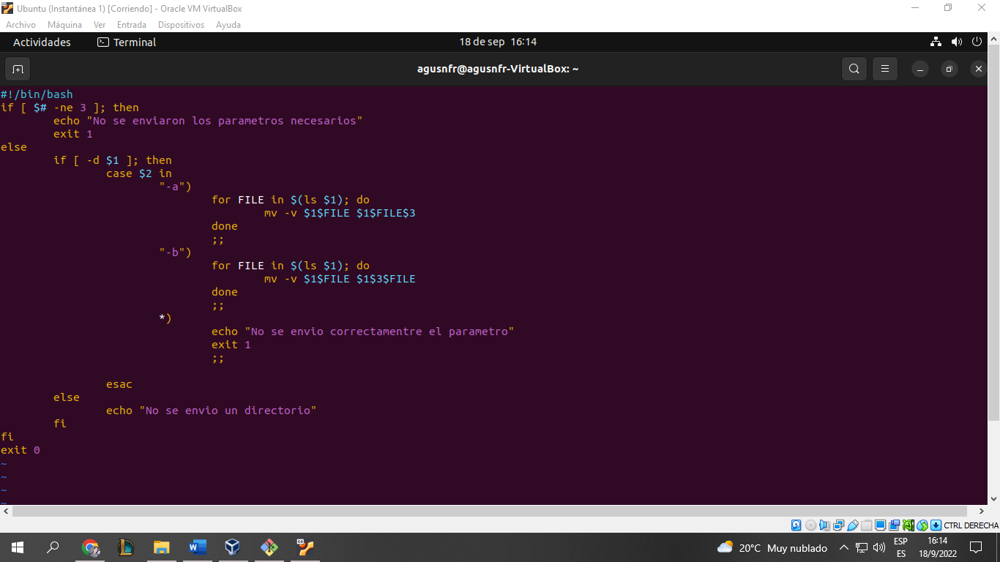 Ubuntu (Instantánea 1) [Corriendo] - Oracle VM VirtualBox
Archivo Máquina Ver Entrada Dispositivos Ayuda
Actividades Terminal 18 de sep 16:14
agusnfr@agusnfr-VirtualBox: ~
#!/bin/bash
if [ $# -ne 3 ]; then
        echo "No se enviaron los parametros necesarios"
        exit 1
else
        if [ -d $1 ]; then
                case $2 in
                        "-a")
                                for FILE in $(ls $1); do
                                        mv -v $1$FILE $1$FILE$3
                                done
                                ;;
                        "-b")
                                for FILE in $(ls $1); do
                                        mv -v $1$FILE $1$3$FILE
                                done
                                ;;
                        *)
                                echo "No se envio correctamentre el parametro"
                                exit 1
                                ;;
                esac
        else
                echo "No se envio un directorio"
        fi
fi
exit 0
~
~
~
~
CTRL DERECHA
20°C Muy nublado ESP 16:14
ES 18/9/2022